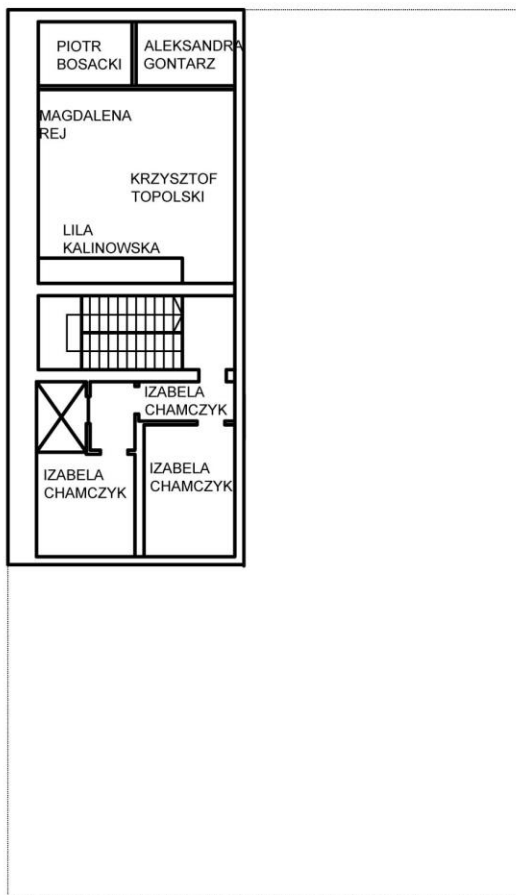 PIOTR
BOSACKI
ALEKSANDRA
GONTARZ
MAGDALENA
REJ
KRZYSZTOF
TOPOLSKI
LILA
KALINOWSKA
IZABELA
CHAMCZYK
IZABELA
CHAMCZYK
IZABELA
CHAMCZYK